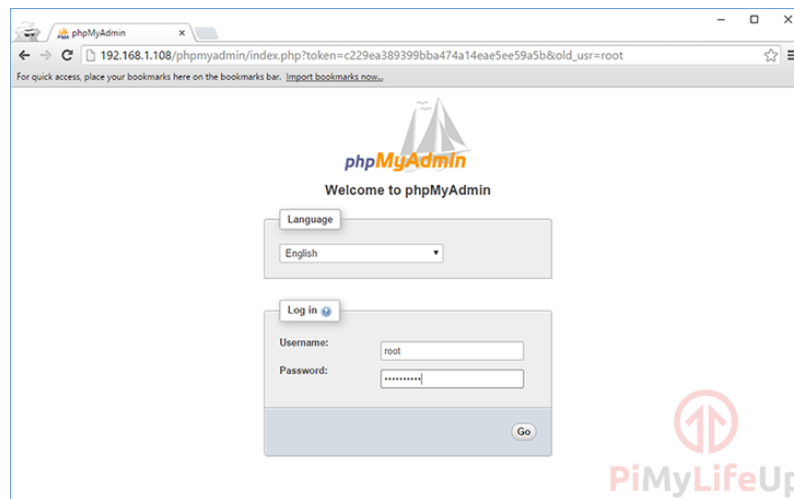 phpMyAdmin
192.168.1.108/phpmyadmin/index.php?token=c229ea389399bba474a14eae5ee59a5b&old_usr=root
For quick access, place your bookmarks here on the bookmarks bar. Import bookmarks now...
phpMyAdmin
Welcome to phpMyAdmin
Language
English
Log in
Username:
root
Password:
••••••••••
Go
PiMyLifeUp